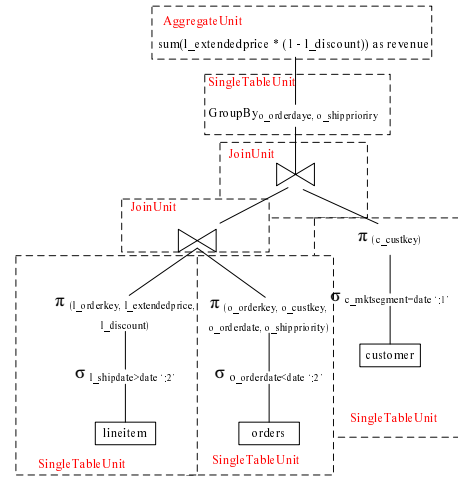 AggregateUnit
sum(l_extendedprice * (1 - l_discount)) as revenue
SingleTableUnit
GroupBy o_orderdaye, o_shippriorirry
JoinUnit
JoinUnit
π (c_custkey)
π (l_orderkey, l_extendedprice,
l_discount)
π (o_orderkey, o_custkey,
o_orderdate, o_shippriority)
σ c_mktsegment=date ‘:1’
customer
σ l_shipdate>date ‘:2’
σ o_orderdate<date ‘:2’
SingleTableUnit
lineitem
orders
SingleTableUnit
SingleTableUnit